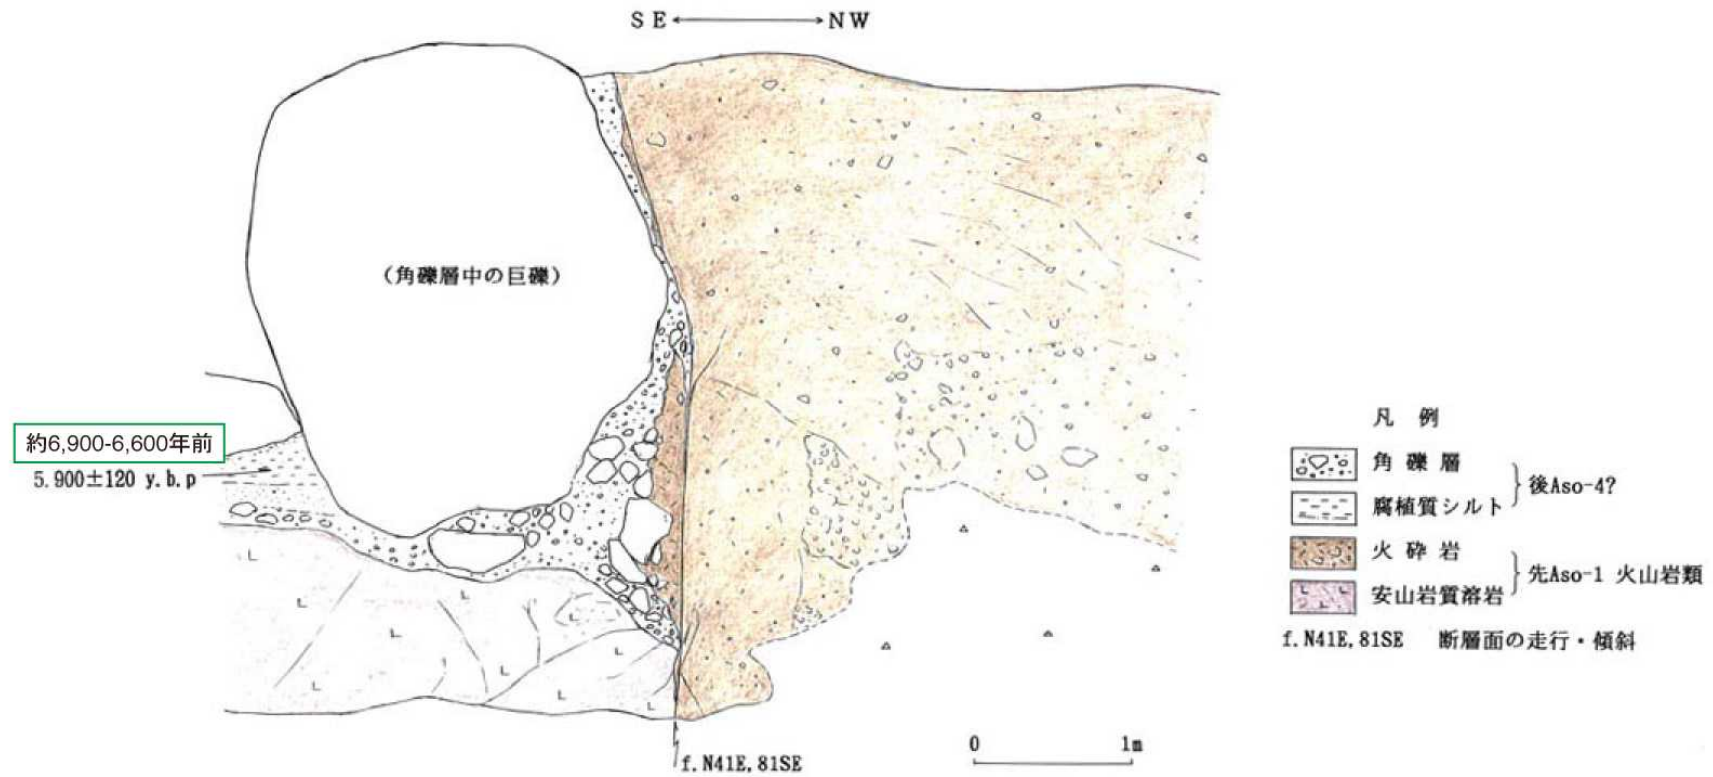 SE NW
(角礫層中の巨礫)
約6,900-6,600年前
5.900±120 y.b.p
凡 例
角 礫 層
腐植質シルト
後Aso-4?
火 砕 岩
安山岩質溶岩
先Aso-1 火山岩類
f.N41E,81SE 断層面の走行・傾斜
0 1m
f.N41E,81SE